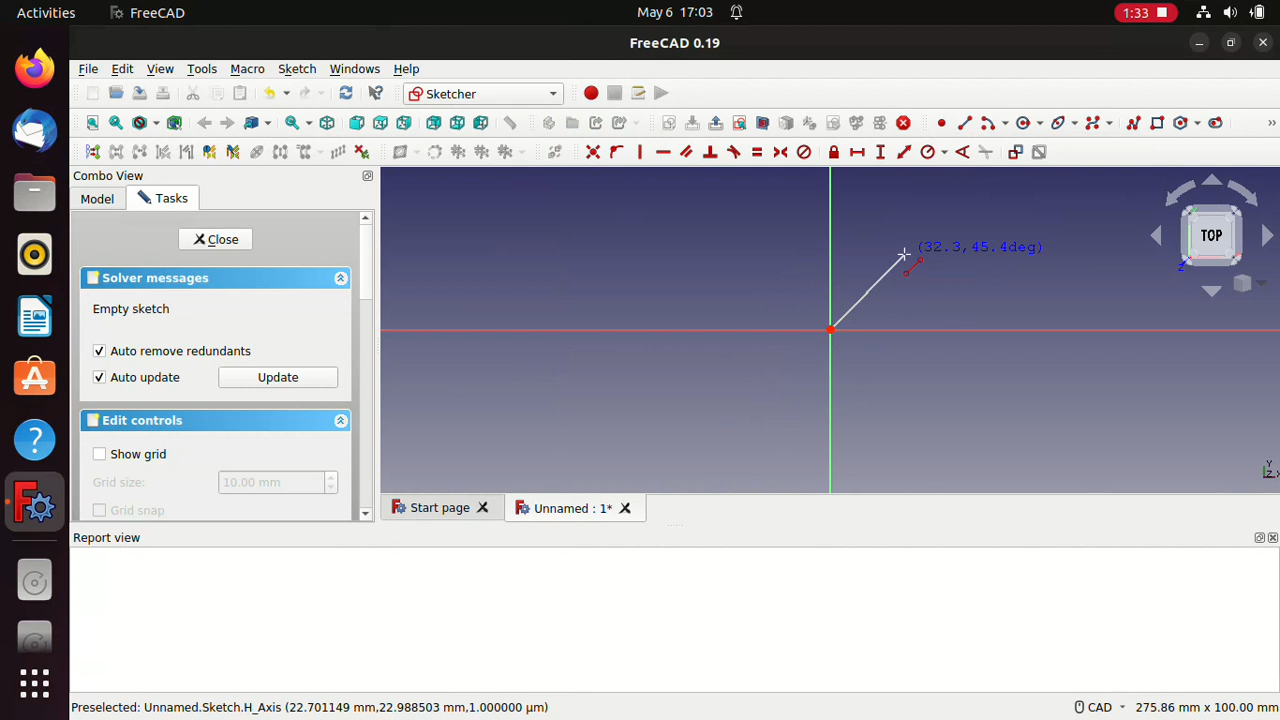 Activities
FreeCAD
May 6 17:03
1:33
FreeCAD 0.19
File Edit View Tools Macro Sketch Windows Help
Sketcher
Combo View
Model
Tasks
Close
Solver messages
Empty sketch
Auto remove redundants
Auto update
Update
Edit controls
Show grid
Grid size:
10.00 mm
Grid snap
(32.3,45.4deg)
TOP
Z
Y
Z
X
Start page
Unnamed : 1*
Report view
Preselected: Unnamed.Sketch.H_Axis (22.701149 mm,22.988503 mm,1.000000 µm)
CAD
275.86 mm x 100.00 mm